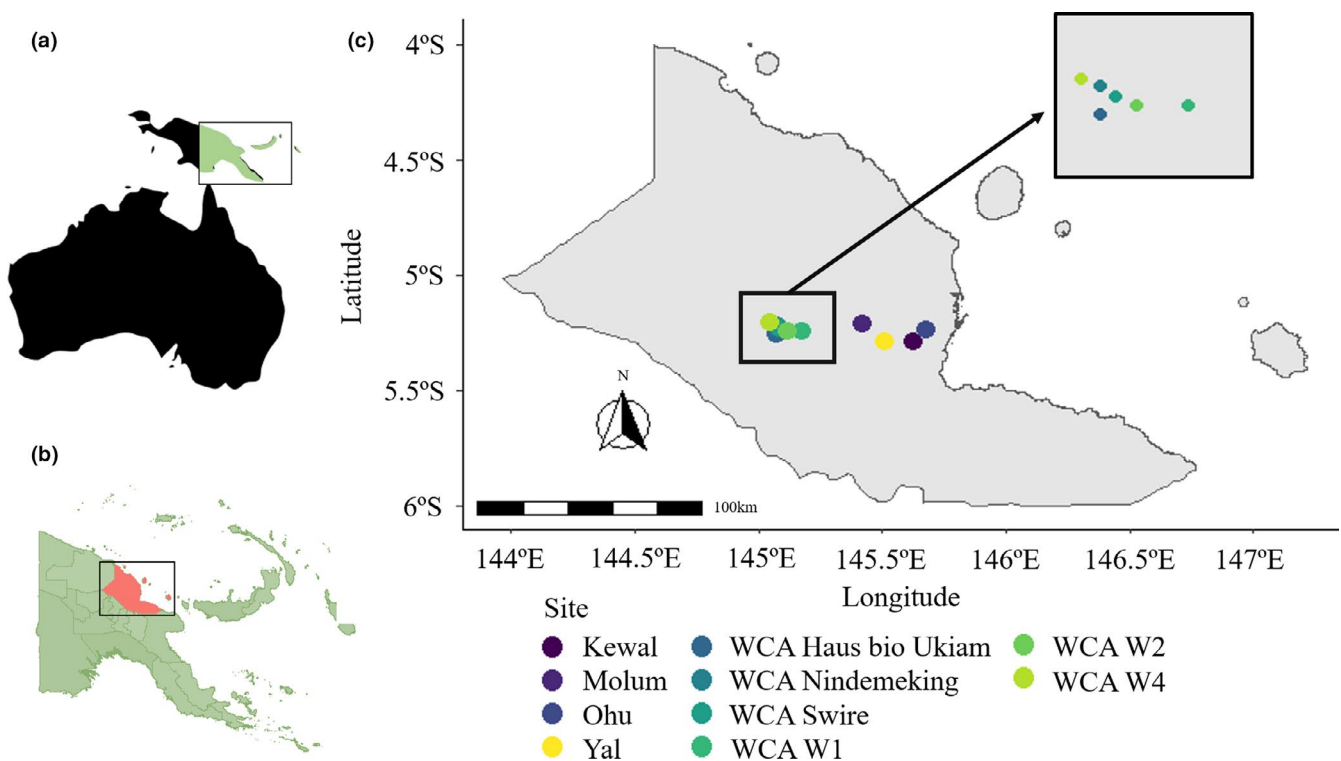 (a)
(b)
(c)
4ºS
4.5ºS
5ºS
5.5ºS
6ºS
Latitude
N
100km
144ºE
144.5ºE
145ºE
145.5ºE
146ºE
146.5ºE
147ºE
Longitude
Site
Kewal
Molum
Ohu
Yal
WCA Haus bio Ukiam
WCA Nindemeking
WCA Swire
WCA W1
WCA W2
WCA W4